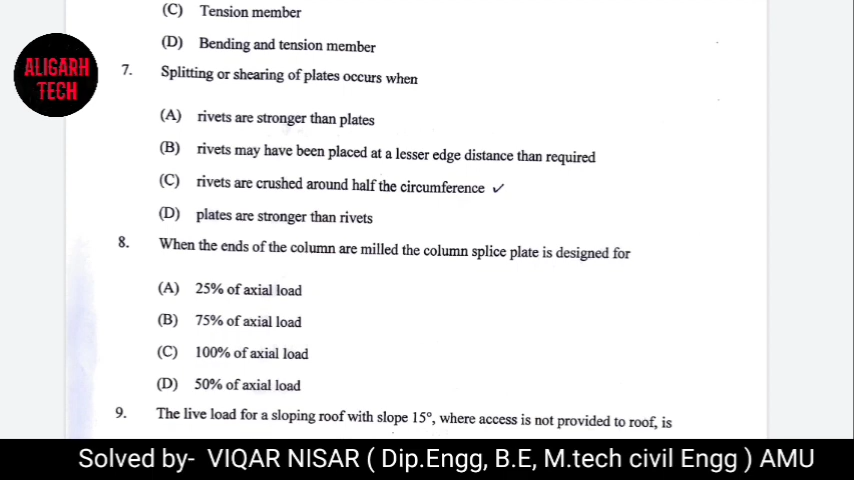 (C) Tension member
(D) Bending and tension member
ALIGARH
TECH
7. Splitting or shearing of plates occurs when
(A) rivets are stronger than plates
(B) rivets may have been placed at a lesser edge distance than required
(C) rivets are crushed around half the circumference ✓
(D) plates are stronger than rivets
8. When the ends of the column are milled the column splice plate is designed for
(A) 25% of axial load
(B) 75% of axial load
(C) 100% of axial load
(D) 50% of axial load
9. The live load for a sloping roof with slope 15°, where access is not provided to roof, is
Solved by- VIQAR NISAR ( Dip.Engg, B.E, M.tech civil Engg ) AMU